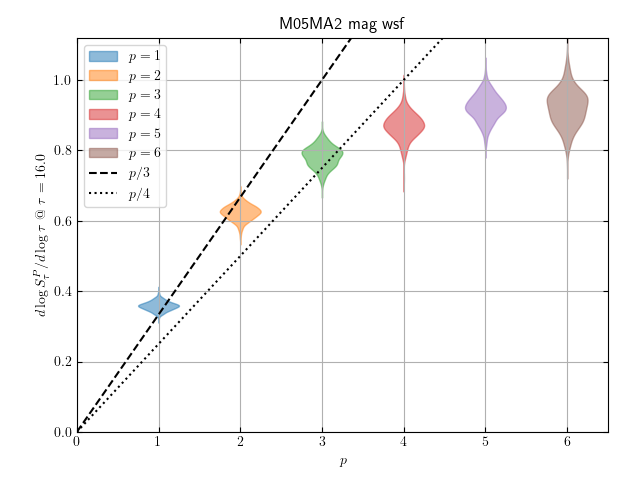 M05MA2 mag wsf
d log S_τ^P / d log τ @ τ = 16.0
p = 1
p = 2
p = 3
p = 4
p = 5
p = 6
p/3
p/4
1.0
0.8
0.6
0.4
0.2
0.0
0 1 2 3 4 5 6
p